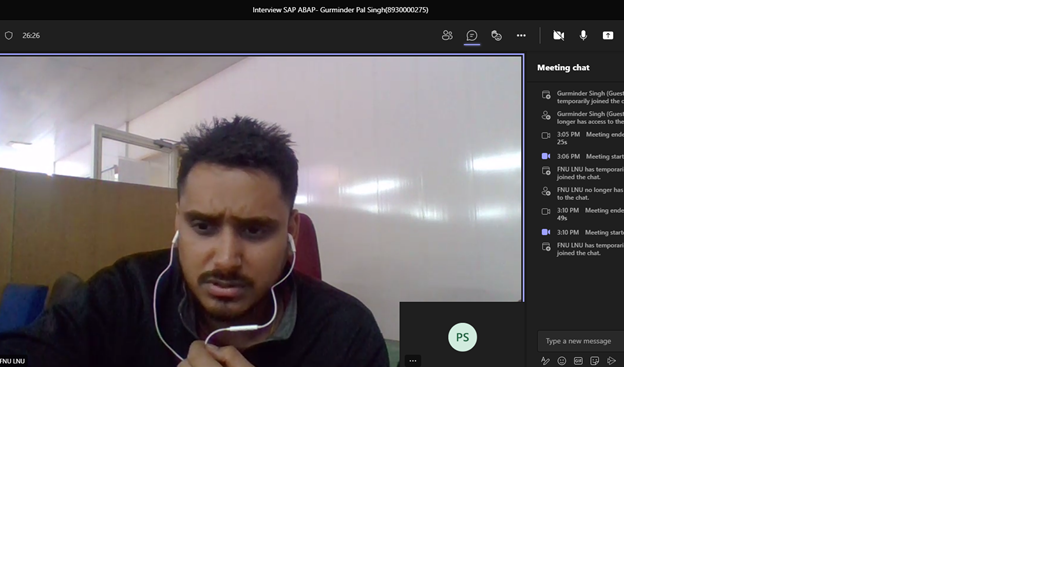 Interview SAP ABAP- Gurminder Pal Singh(8930000275)
26:26
Meeting chat
Gurminder Singh (Guest
temporarily joined the c
Gurminder Singh (Guest
longer has access to the
3:05 PM Meeting ende
25s
3:06 PM Meeting start
FNU LNU has temporari
joined the chat.
FNU LNU no longer has
to the chat.
3:10 PM Meeting ende
49s
3:10 PM Meeting starte
FNU LNU has temporari
joined the chat.
PS
Type a new message
FNU LNU
GIF